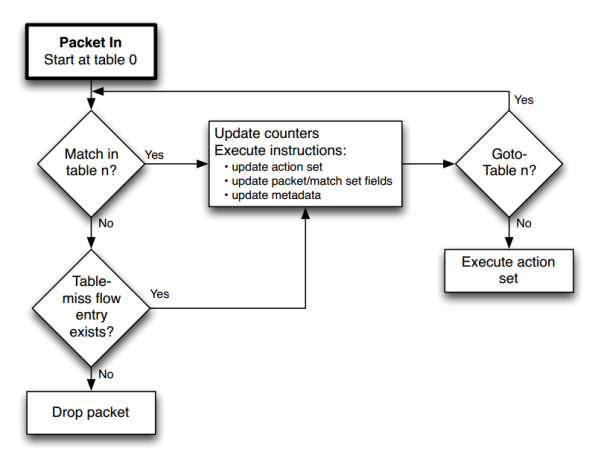 Packet In
Start at table 0
Yes
Match in
table n?
Yes
Update counters
Execute instructions:
• update action set
• update packet/match set fields
• update metadata
Goto-
Table n?
No
No
Execute action
set
Table-
miss flow
entry
exists?
Yes
No
Drop packet